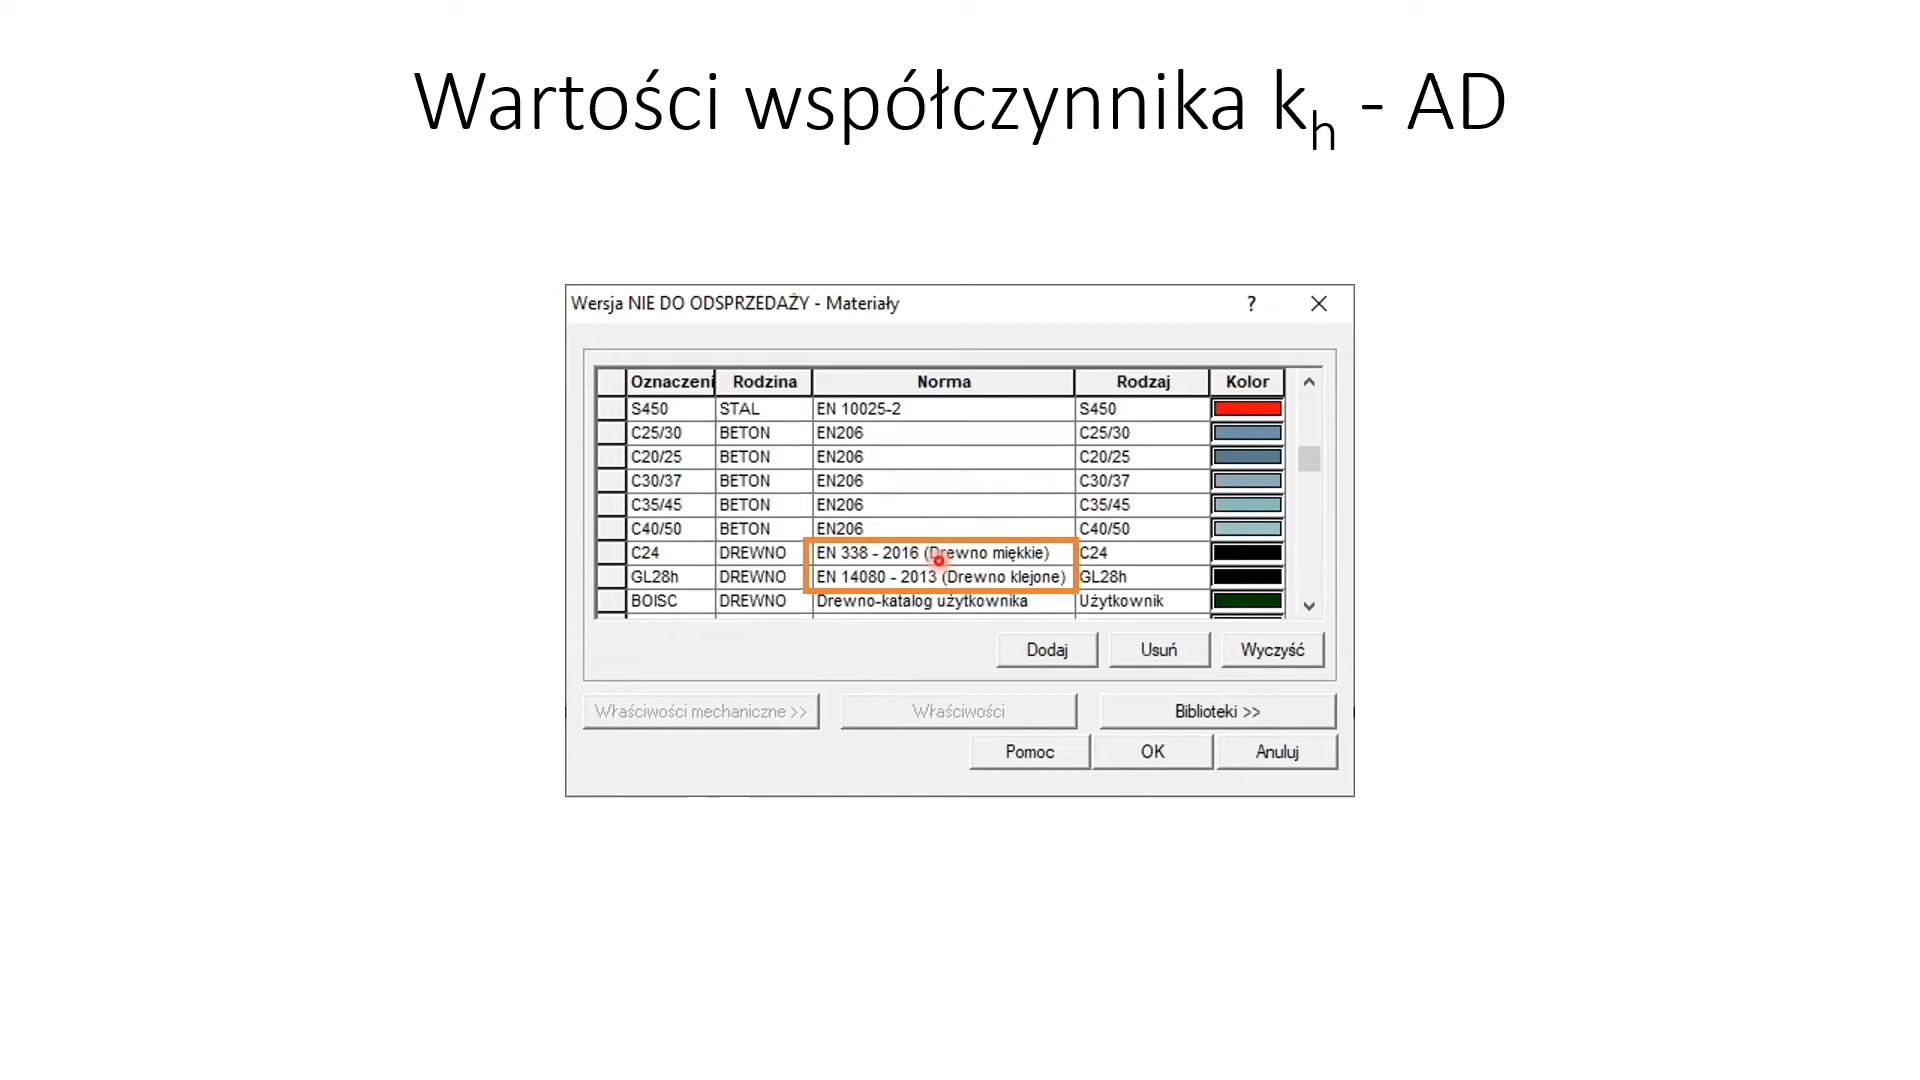 Wartości współczynnika kh - AD
Wersja NIE DO ODSPRZEDAŻY - Materiały ?
Oznaczeni Rodzina Norma Rodzaj Kolor
S450 STAL EN 10025-2 S450
C25/30 BETON EN206 C25/30
C20/25 BETON EN206 C20/25
C30/37 BETON EN206 C30/37
C35/45 BETON EN206 C35/45
C40/50 BETON EN206 C40/50
C24 DREWNO EN 338 - 2016 (Drewno miękkie) C24
GL28h DREWNO EN 14080 - 2013 (Drewno klejone) GL28h
BOISC DREWNO Drewno-katalog użytkownika Użytkownik
Dodaj Usuń Wyczyść
Właściwości mechaniczne >> Właściwości Biblioteki >>
Pomoc OK Anuluj